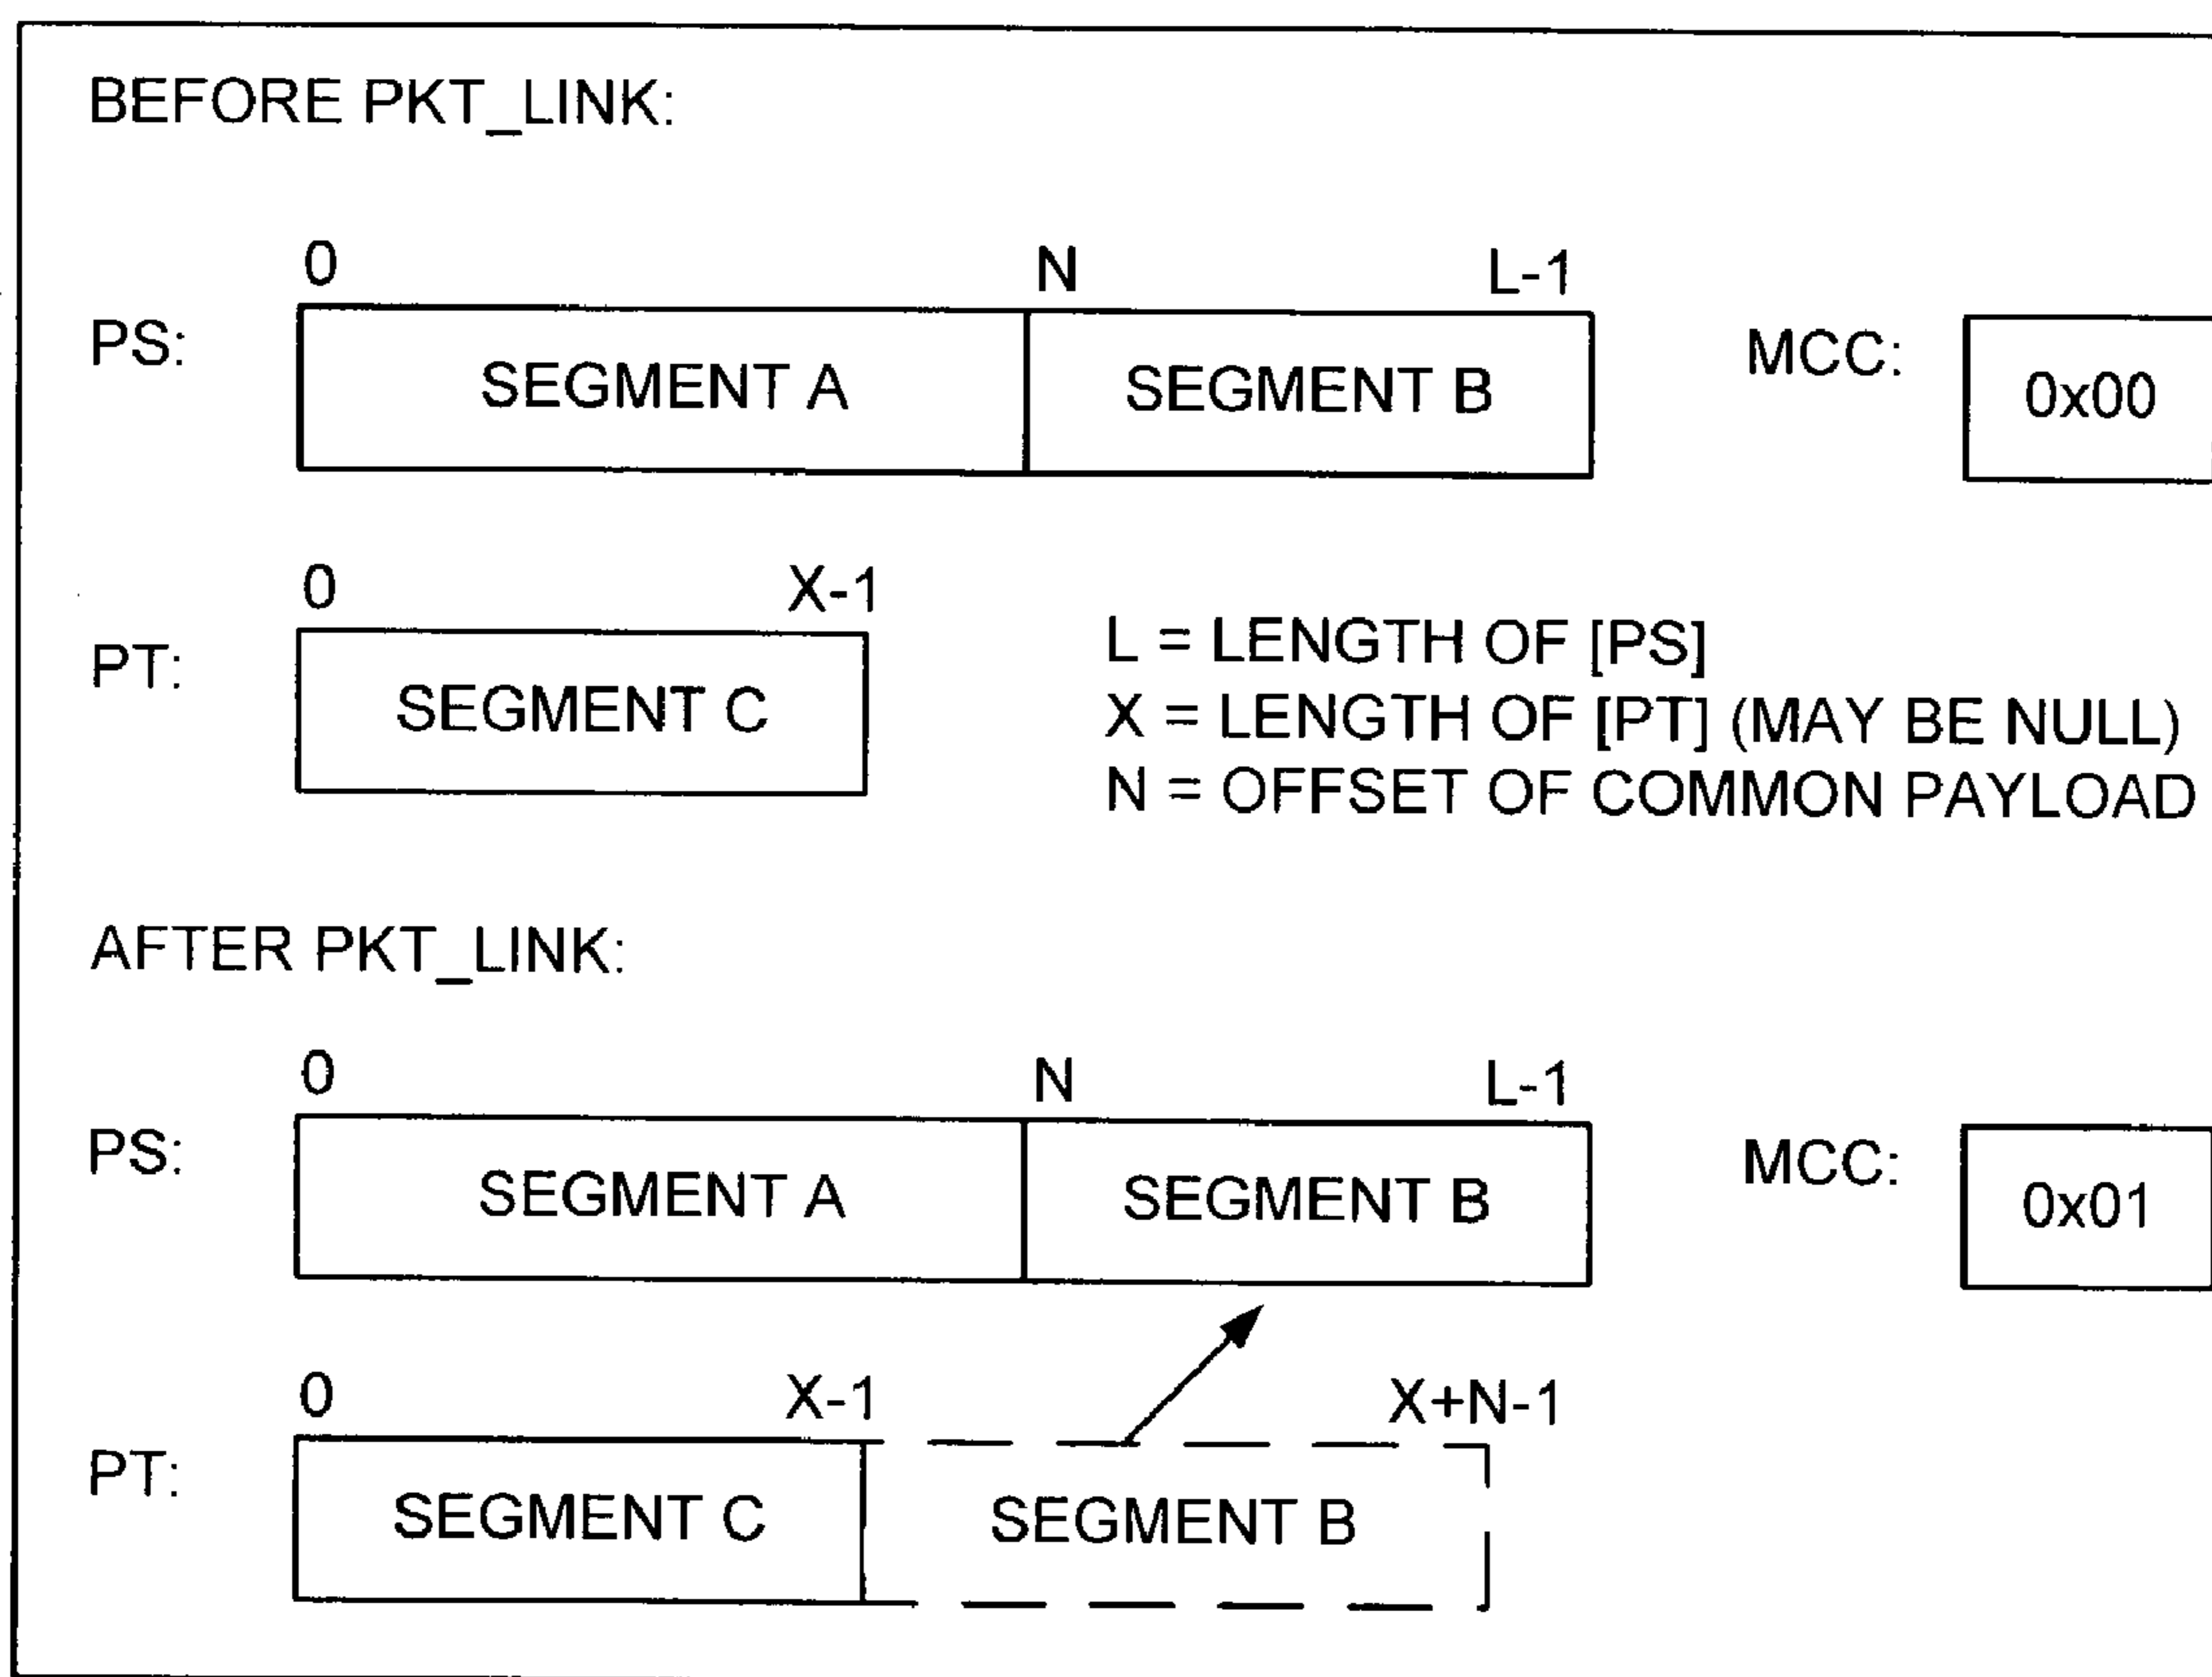 BEFORE PKT_LINK:
0 N L-1
PS: SEGMENT A SEGMENT B MCC: 0x00
0 X-1
PT: SEGMENT C
L = LENGTH OF [PS]
X = LENGTH OF [PT] (MAY BE NULL)
N = OFFSET OF COMMON PAYLOAD
AFTER PKT_LINK:
0 N L-1
PS: SEGMENT A SEGMENT B MCC: 0x01
0 X-1 X+N-1
PT: SEGMENT C SEGMENT B